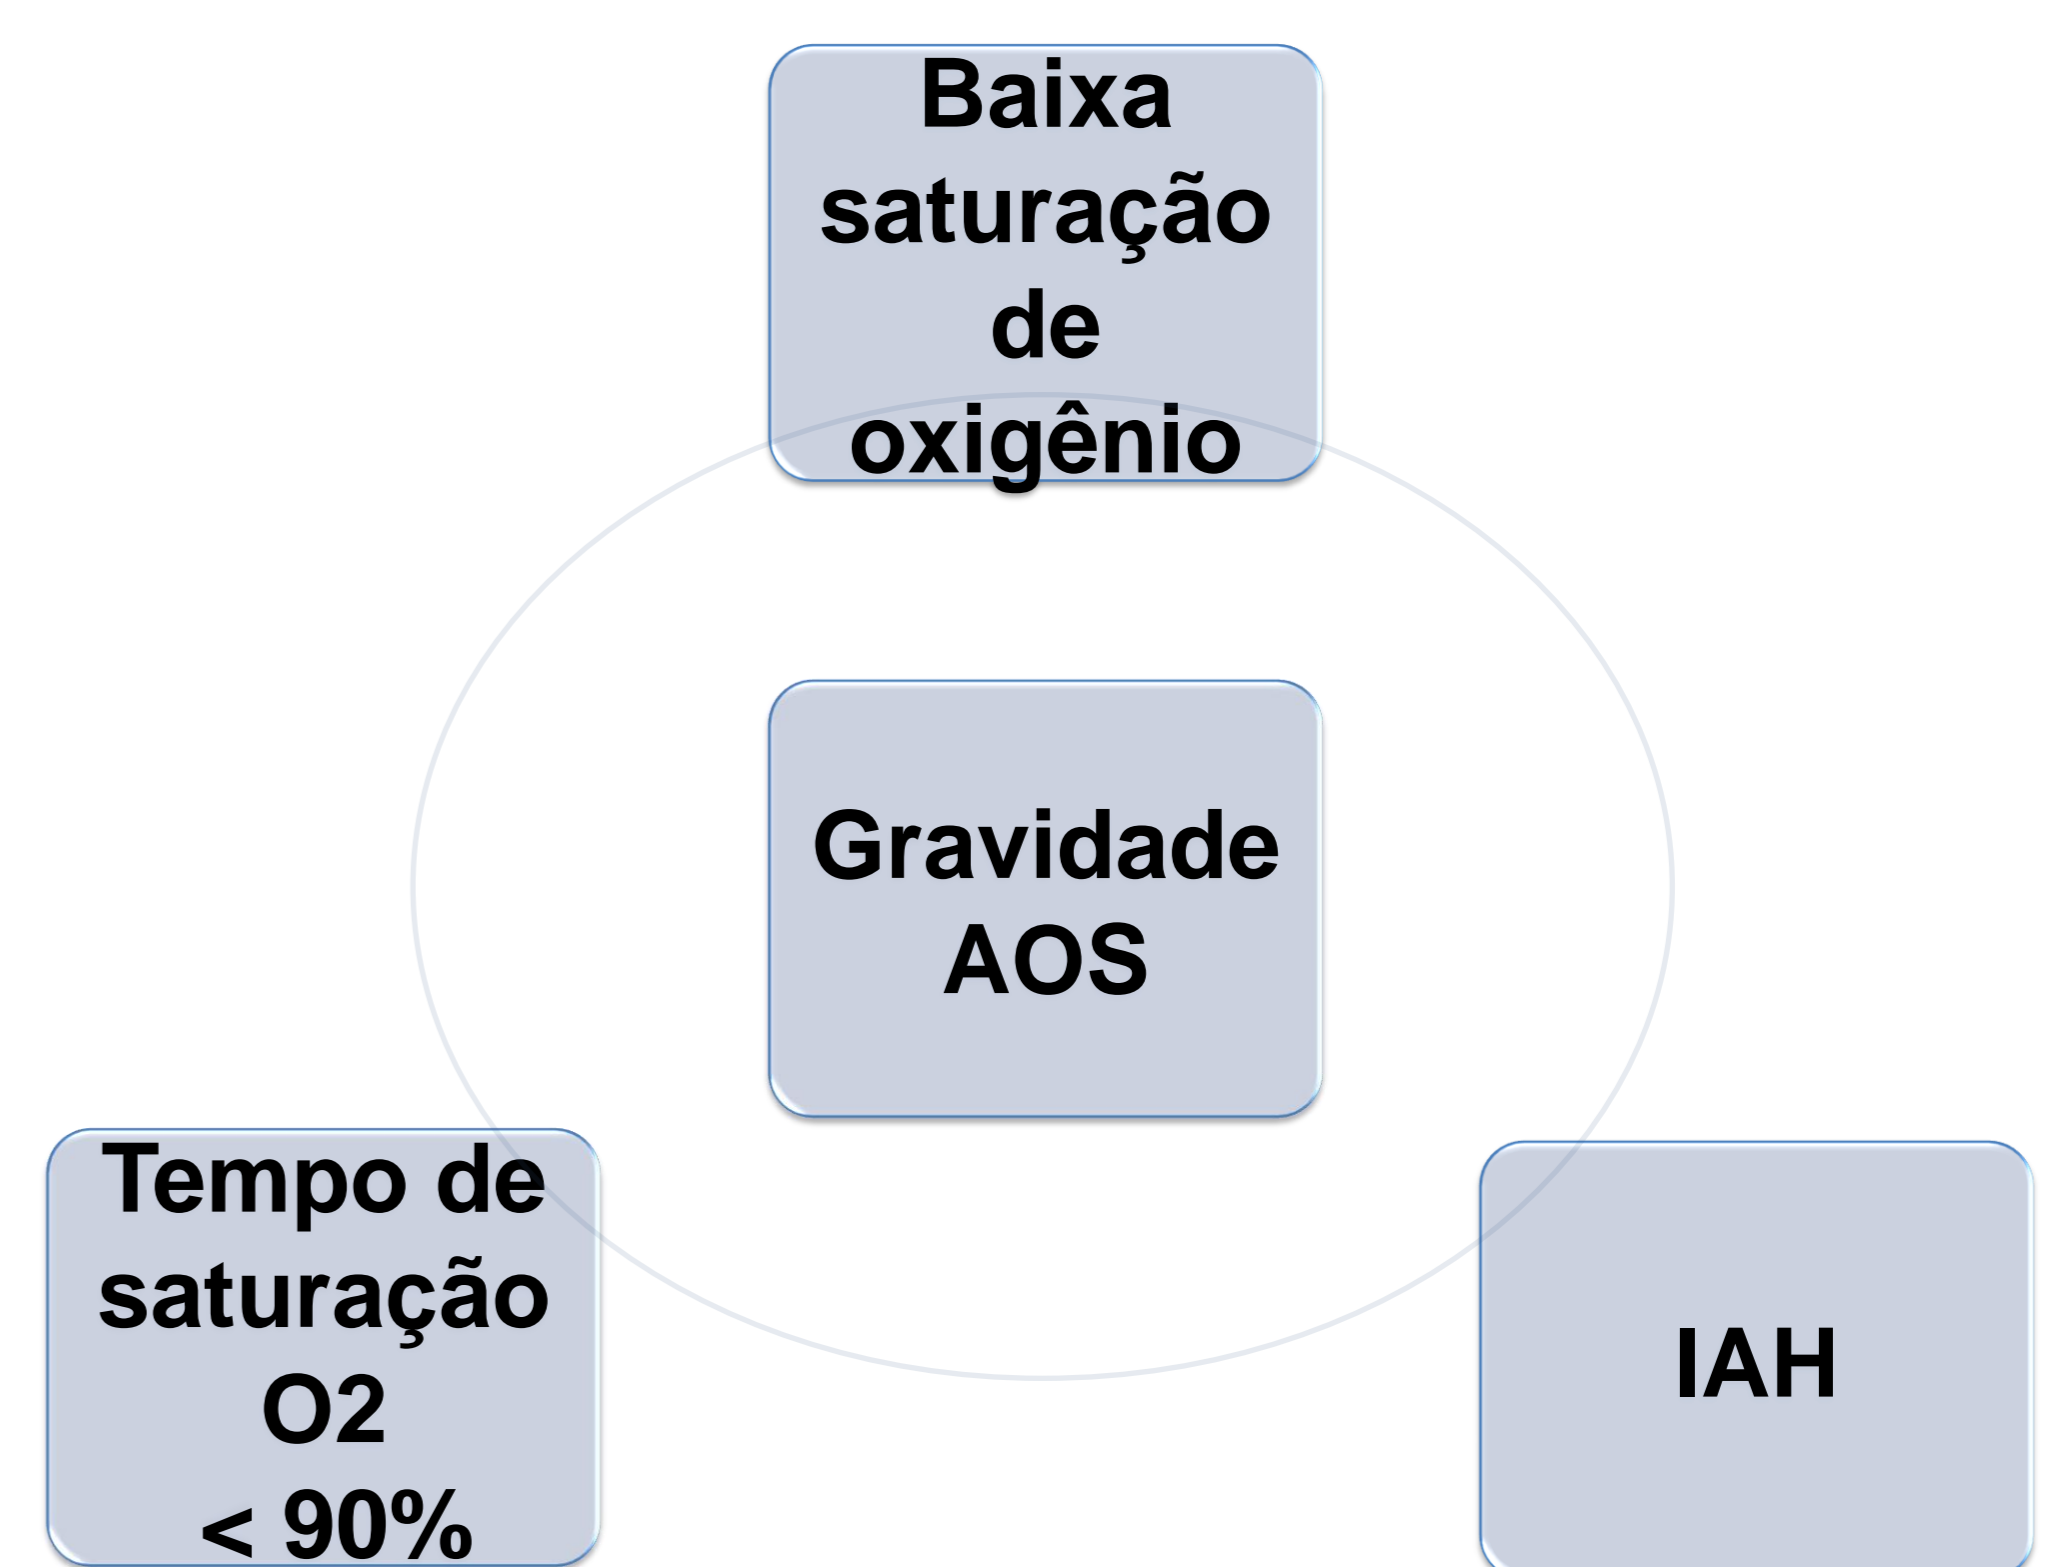 Baixa
saturação
de
oxigênio
Gravidade
AOS
Tempo de
saturação
O2
< 90%
IAH